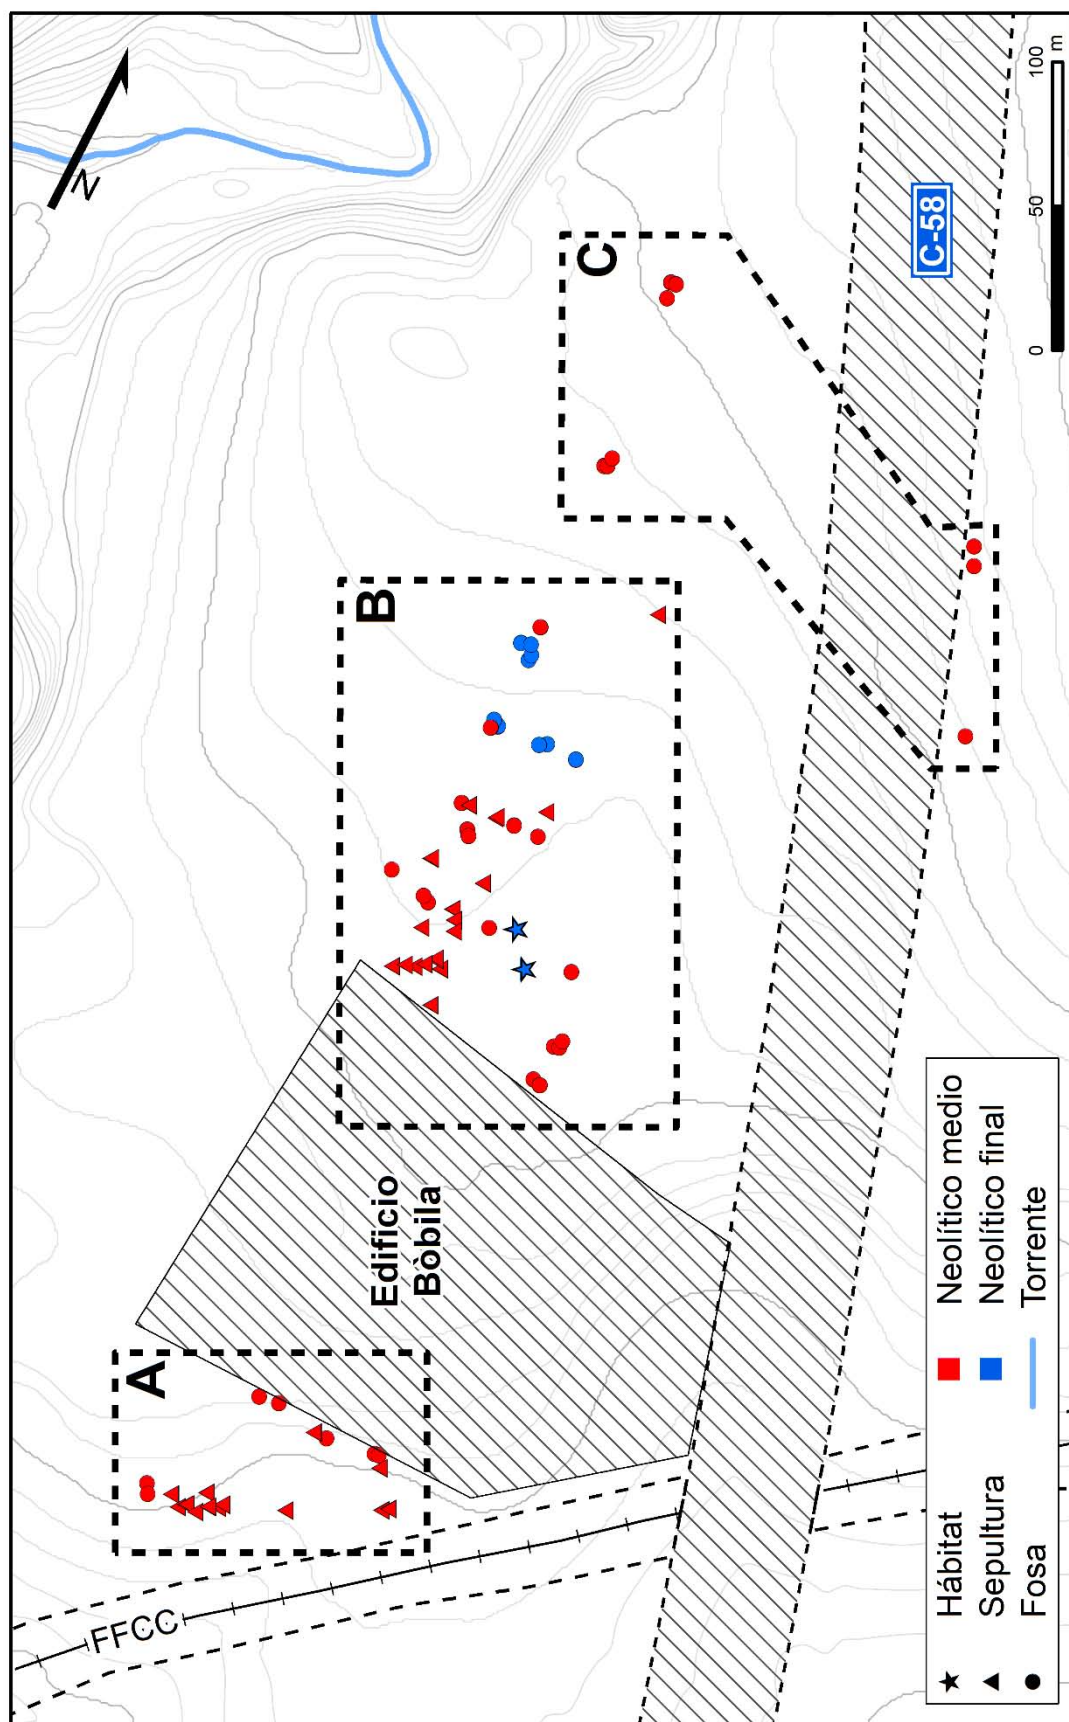 N
A
B
C
Edificio
Bòbila
FFCC
C-58
0 50 100 m
Hábitat
Sepultura
Fosa
Neolítico medio
Neolítico final
Torrente